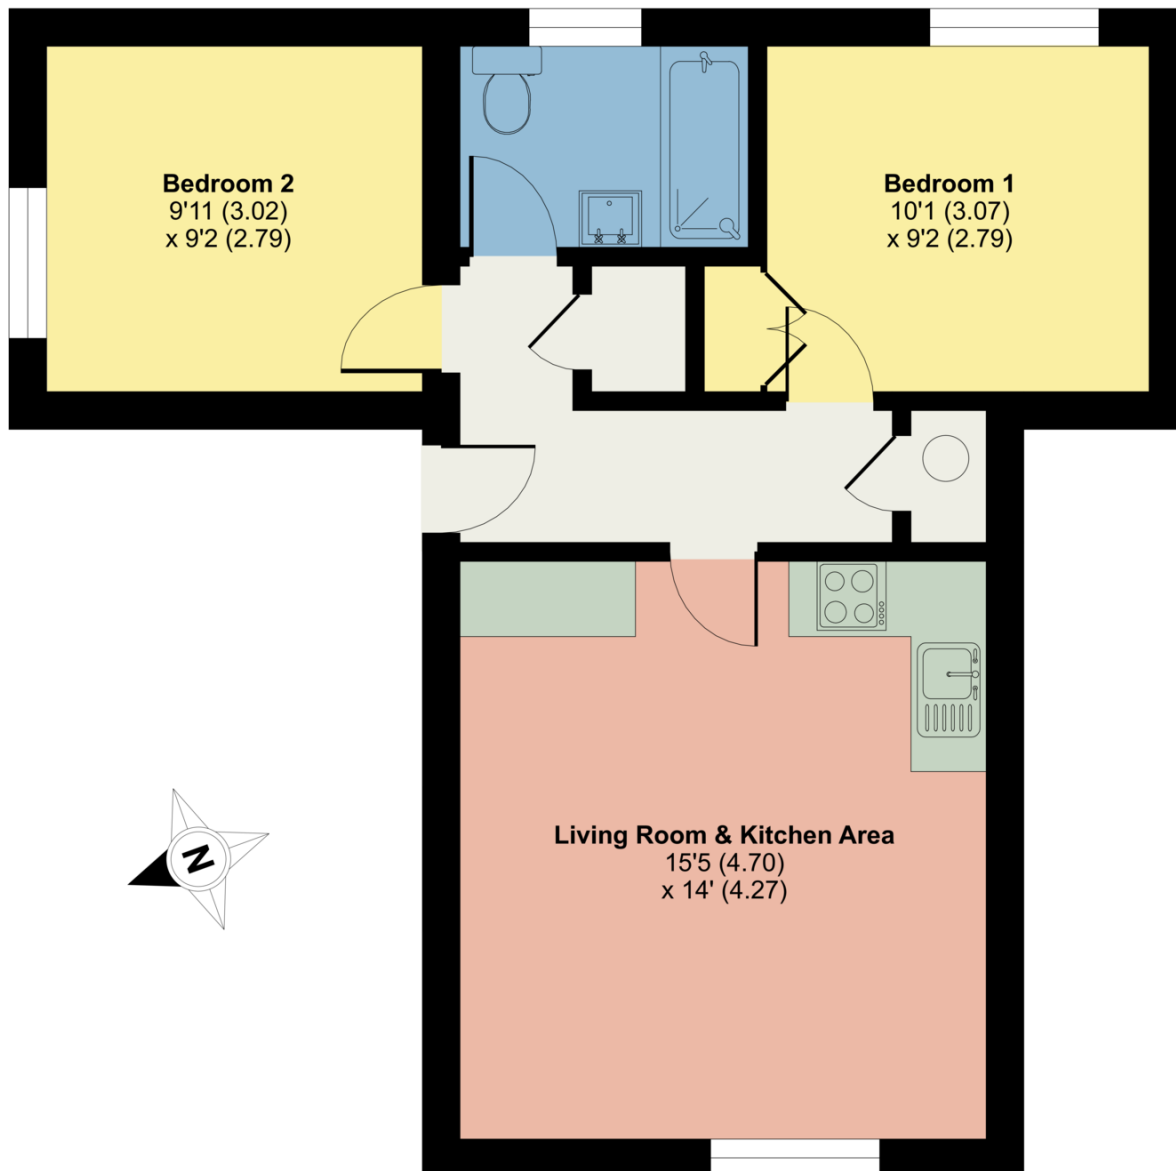 Bedroom 2
9'11 (3.02)
x 9'2 (2.79)
Bedroom 1
10'1 (3.07)
x 9'2 (2.79)
Living Room & Kitchen Area
15'5 (4.70)
x 14' (4.27)
N